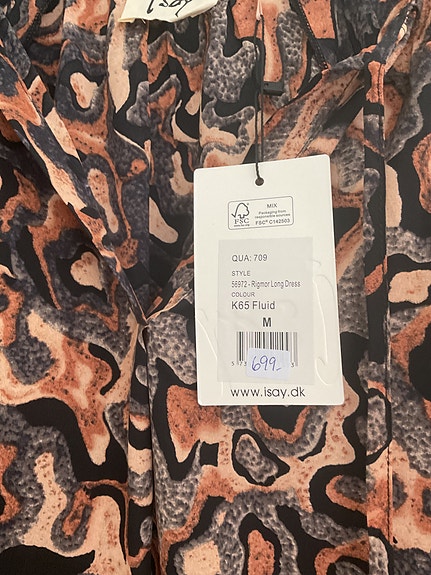 Isay
FSC
MIX
Packaging from
responsible sources
FSC® C142503
QUA: 709
STYLE
56972 - Rigmor Long Dress
COLOUR
K65 Fluid
M
699,-
www.isay.dk